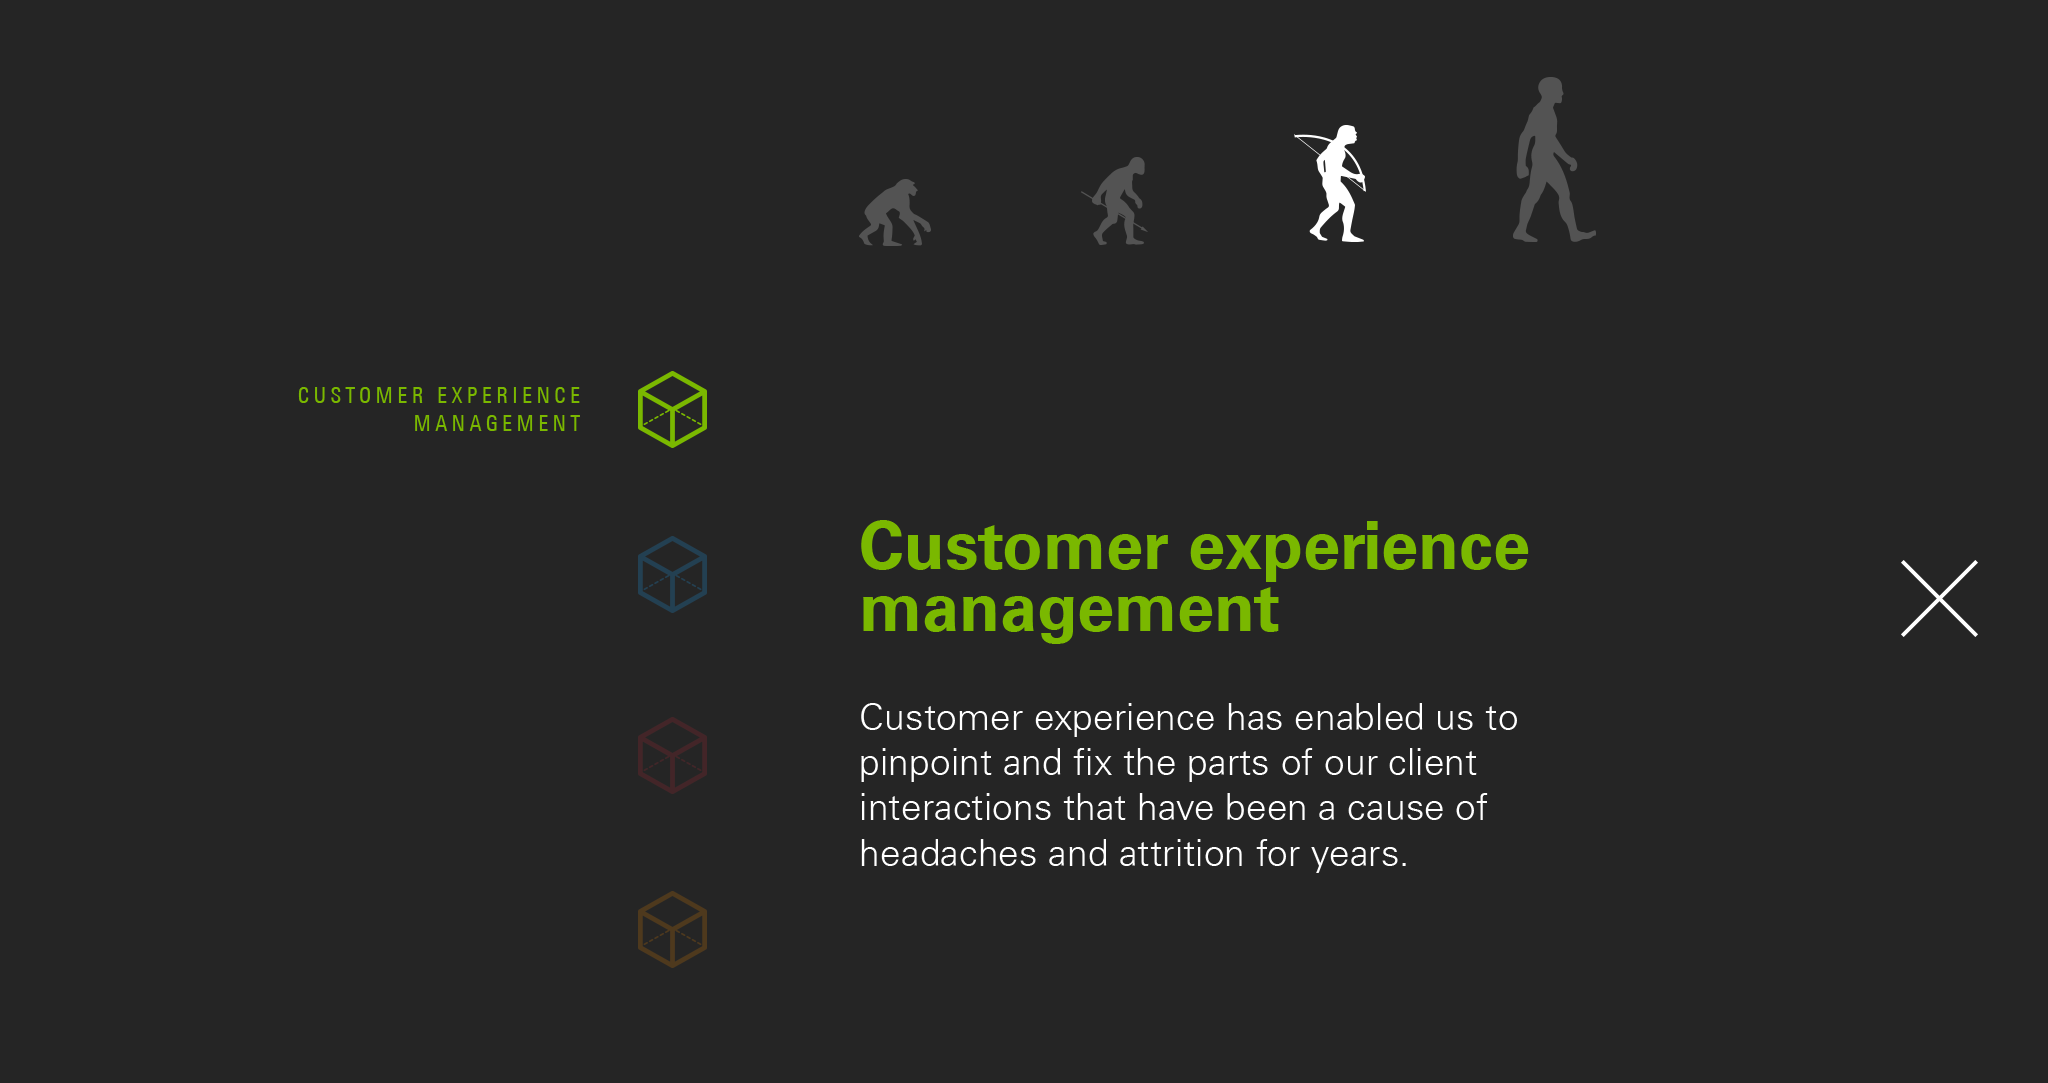 CUSTOMER EXPERIENCE
MANAGEMENT
Customer experience
management
Customer experience has enabled us to
pinpoint and fix the parts of our client
interactions that have been a cause of
headaches and attrition for years.